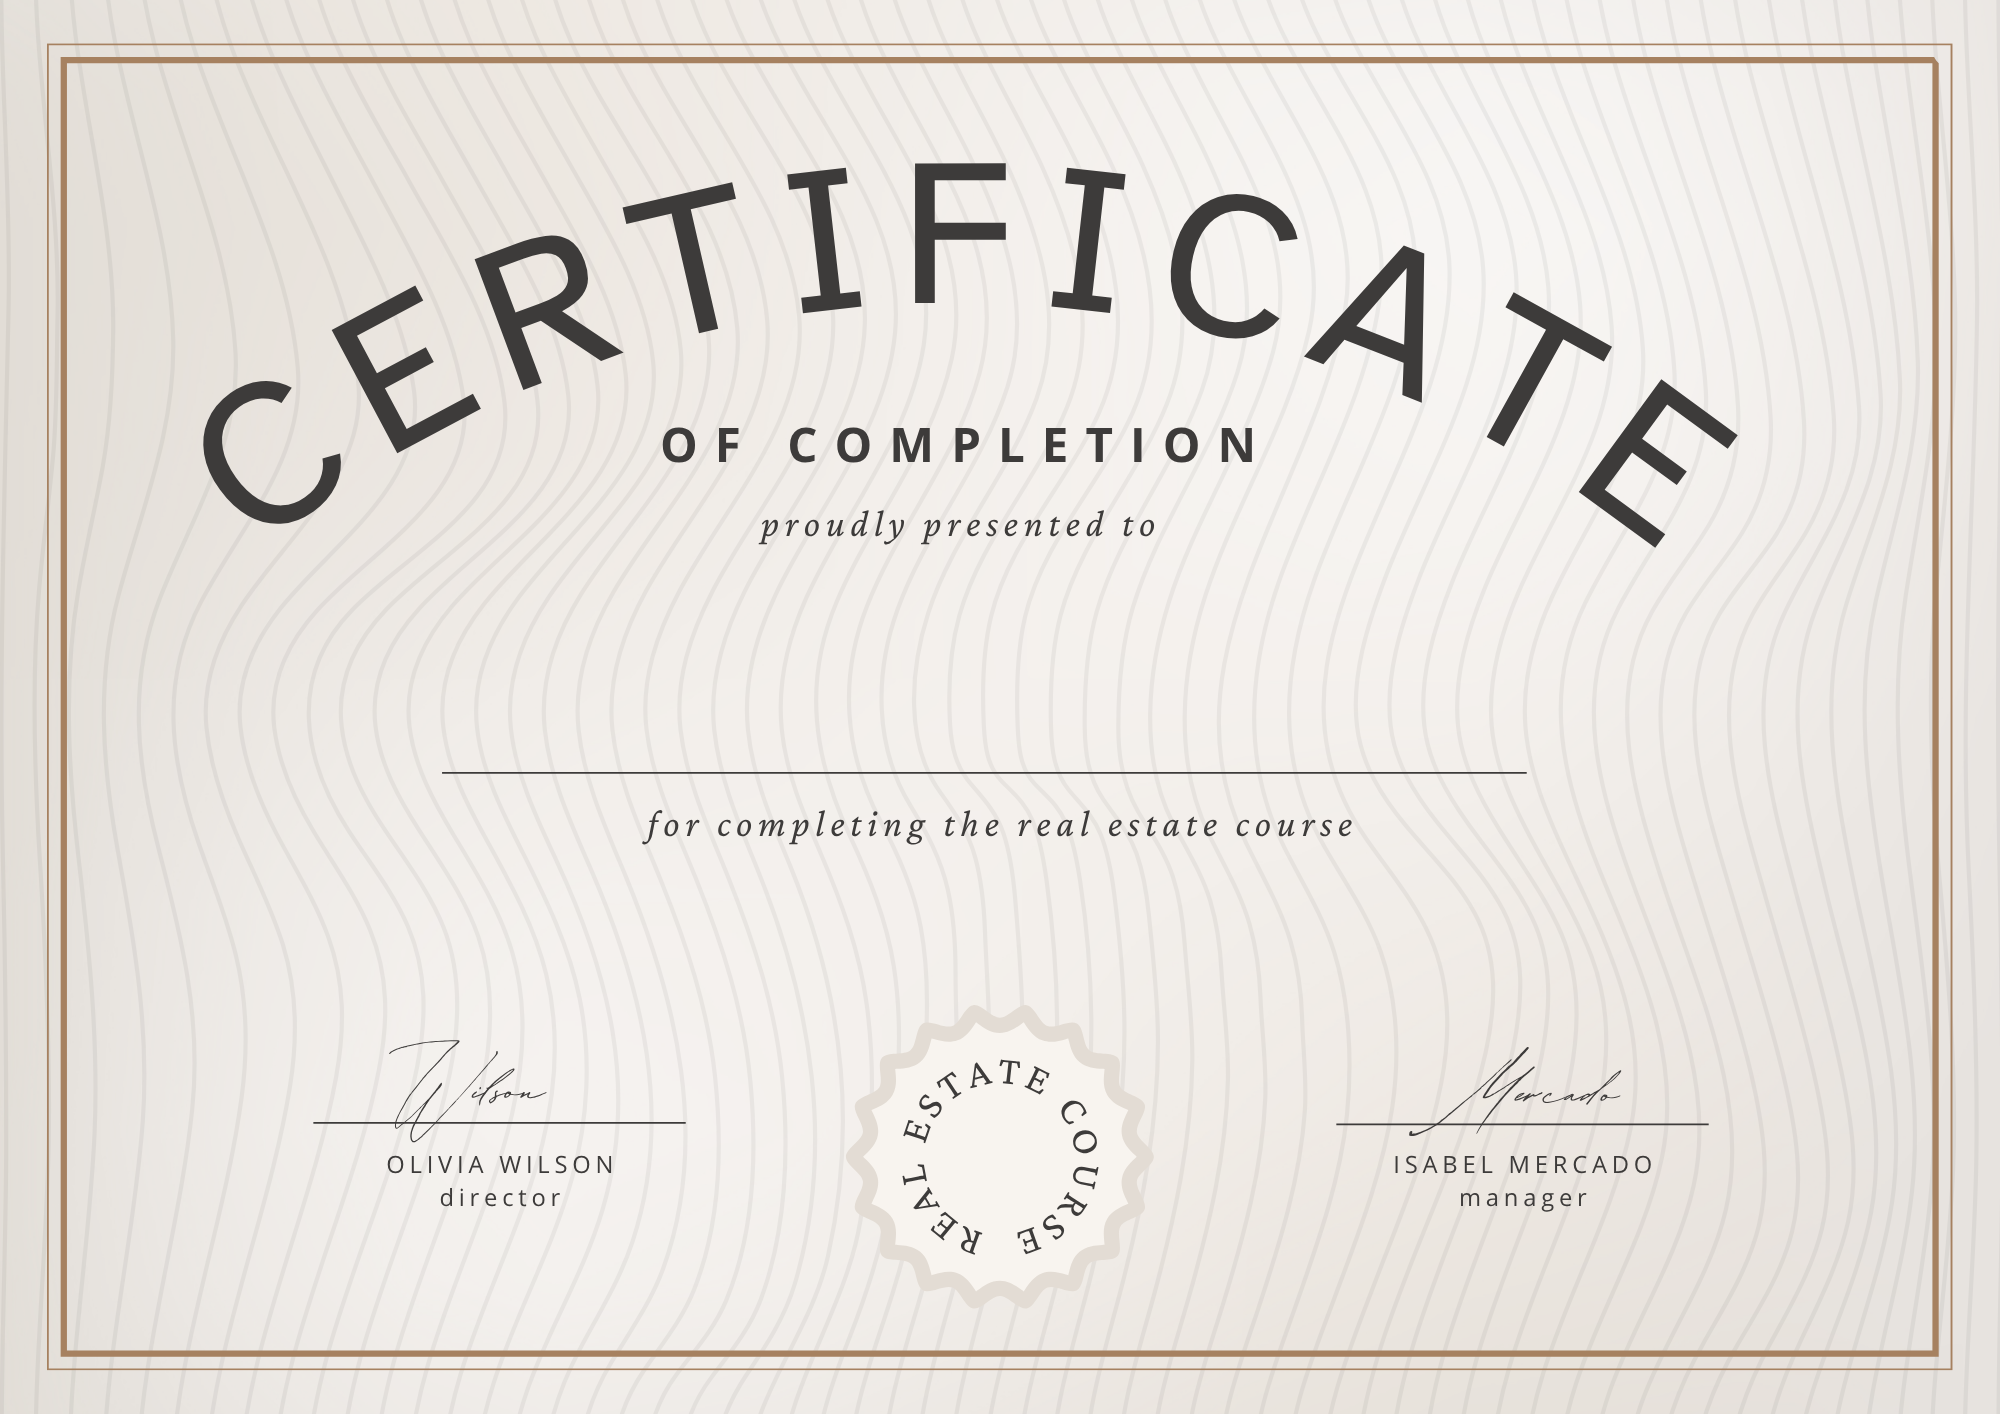 CERTIFICATE
OF COMPLETION
proudly presented to
for completing the real estate course
Wilson
OLIVIA WILSON
director
REAL ESTATE COURSE
Mercado
ISABEL MERCADO
manager